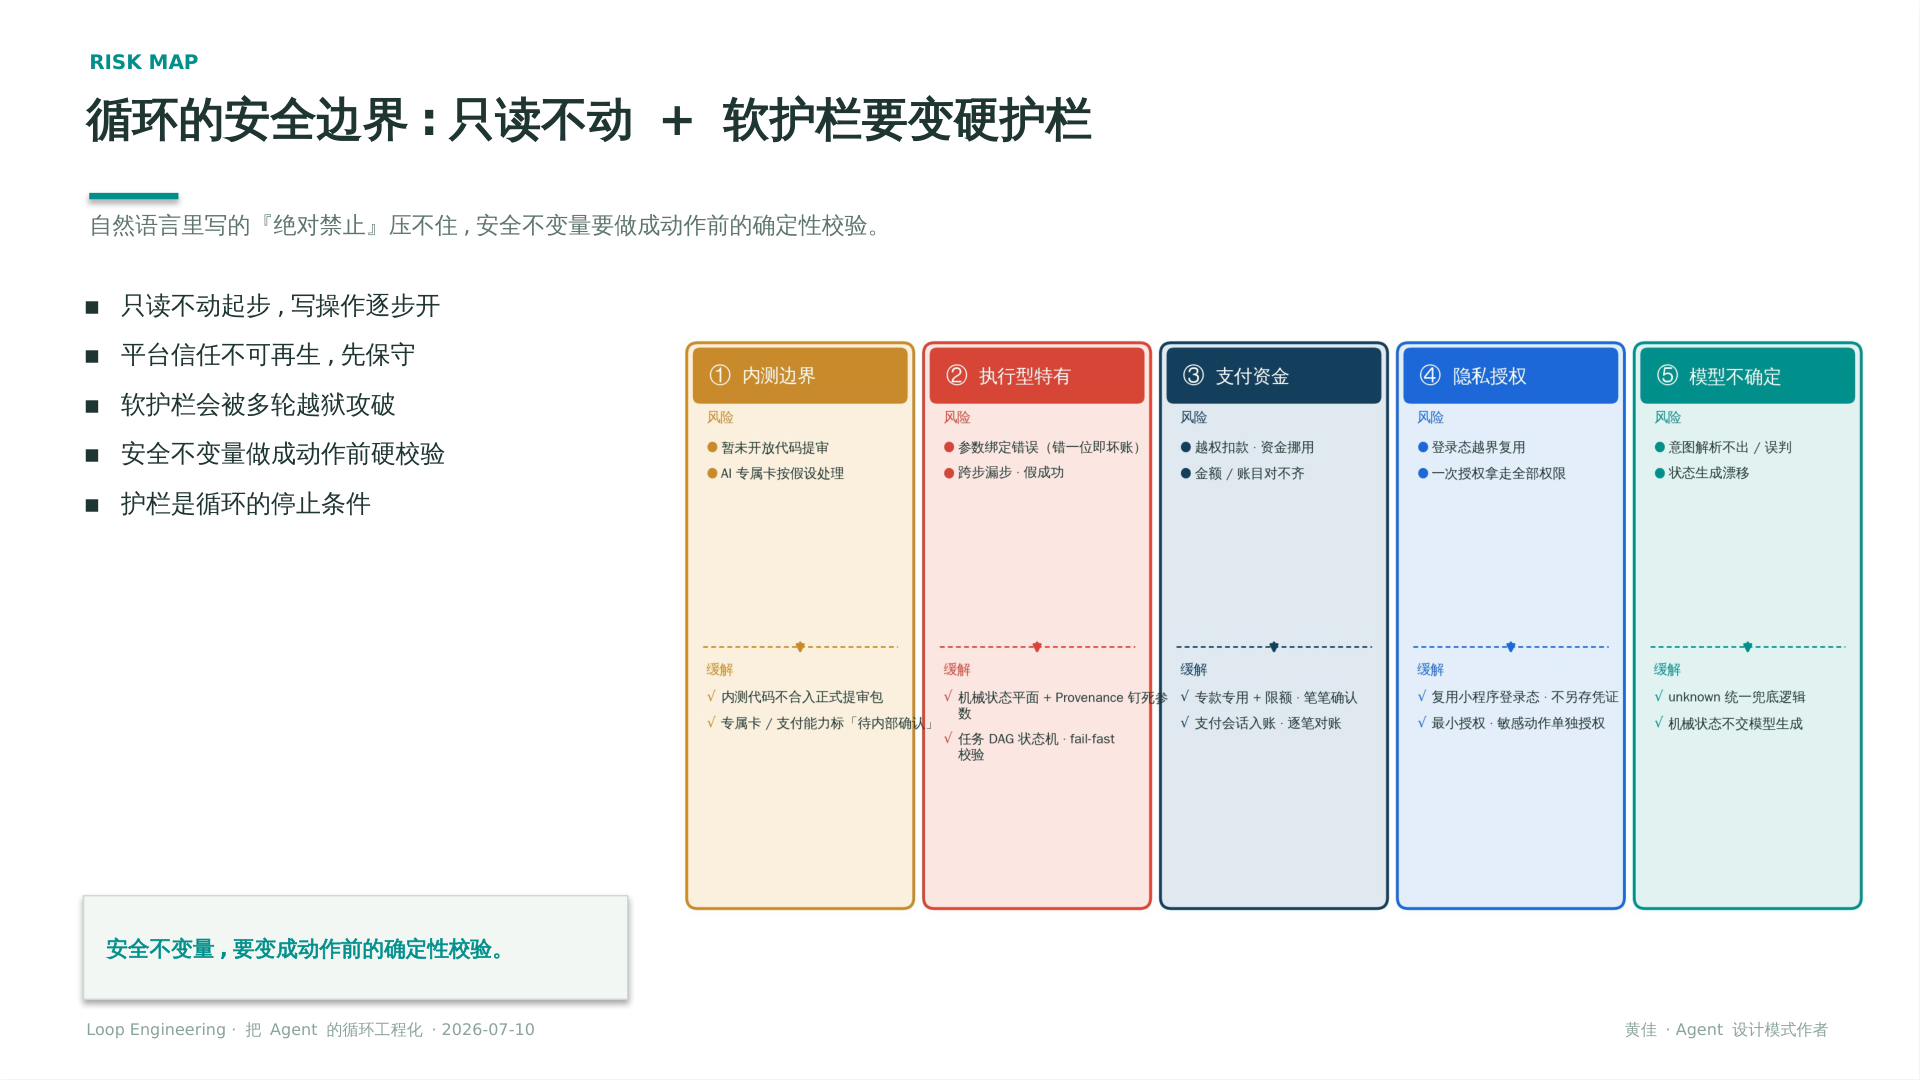 RISK MAP
循环的安全边界：只读不动 + 软护栏要变硬护栏
自然语言里写的『绝对禁止』压不住，安全不变量要做成动作前的确定性校验。
■ 只读不动起步，写操作逐步开
■ 平台信任不可再生，先保守
■ 软护栏会被多轮越狱攻破
■ 安全不变量做成动作前硬校验
■ 护栏是循环的停止条件
安全不变量，要变成动作前的确定性校验。
① 内测边界
风险
● 暂未开放代码提审
● AI 专属卡按假设处理
缓解
√ 内测代码不合入正式提审包
√ 专属卡 / 支付能力标「待内部确认」
② 执行型特有
风险
● 参数绑定错误（错一位即坏账）
● 跨步漏步 · 假成功
缓解
√ 机械状态平面 + Provenance 钉死参
数
√ 任务 DAG 状态机 · fail-fast
校验
③ 支付资金
风险
● 越权扣款 · 资金挪用
● 金额 / 账目对不齐
缓解
√ 专款专用 + 限额 · 笔笔确认
√ 支付会话入账 · 逐笔对账
④ 隐私授权
风险
● 登录态越界复用
● 一次授权拿走全部权限
缓解
√ 复用小程序登录态 · 不另存凭证
√ 最小授权 · 敏感动作单独授权
⑤ 模型不确定
风险
● 意图解析不出 / 误判
● 状态生成漂移
缓解
√ unknown 统一兜底逻辑
√ 机械状态不交模型生成
Loop Engineering · 把 Agent 的循环工程化 · 2026-07-10
黄佳 · Agent 设计模式作者